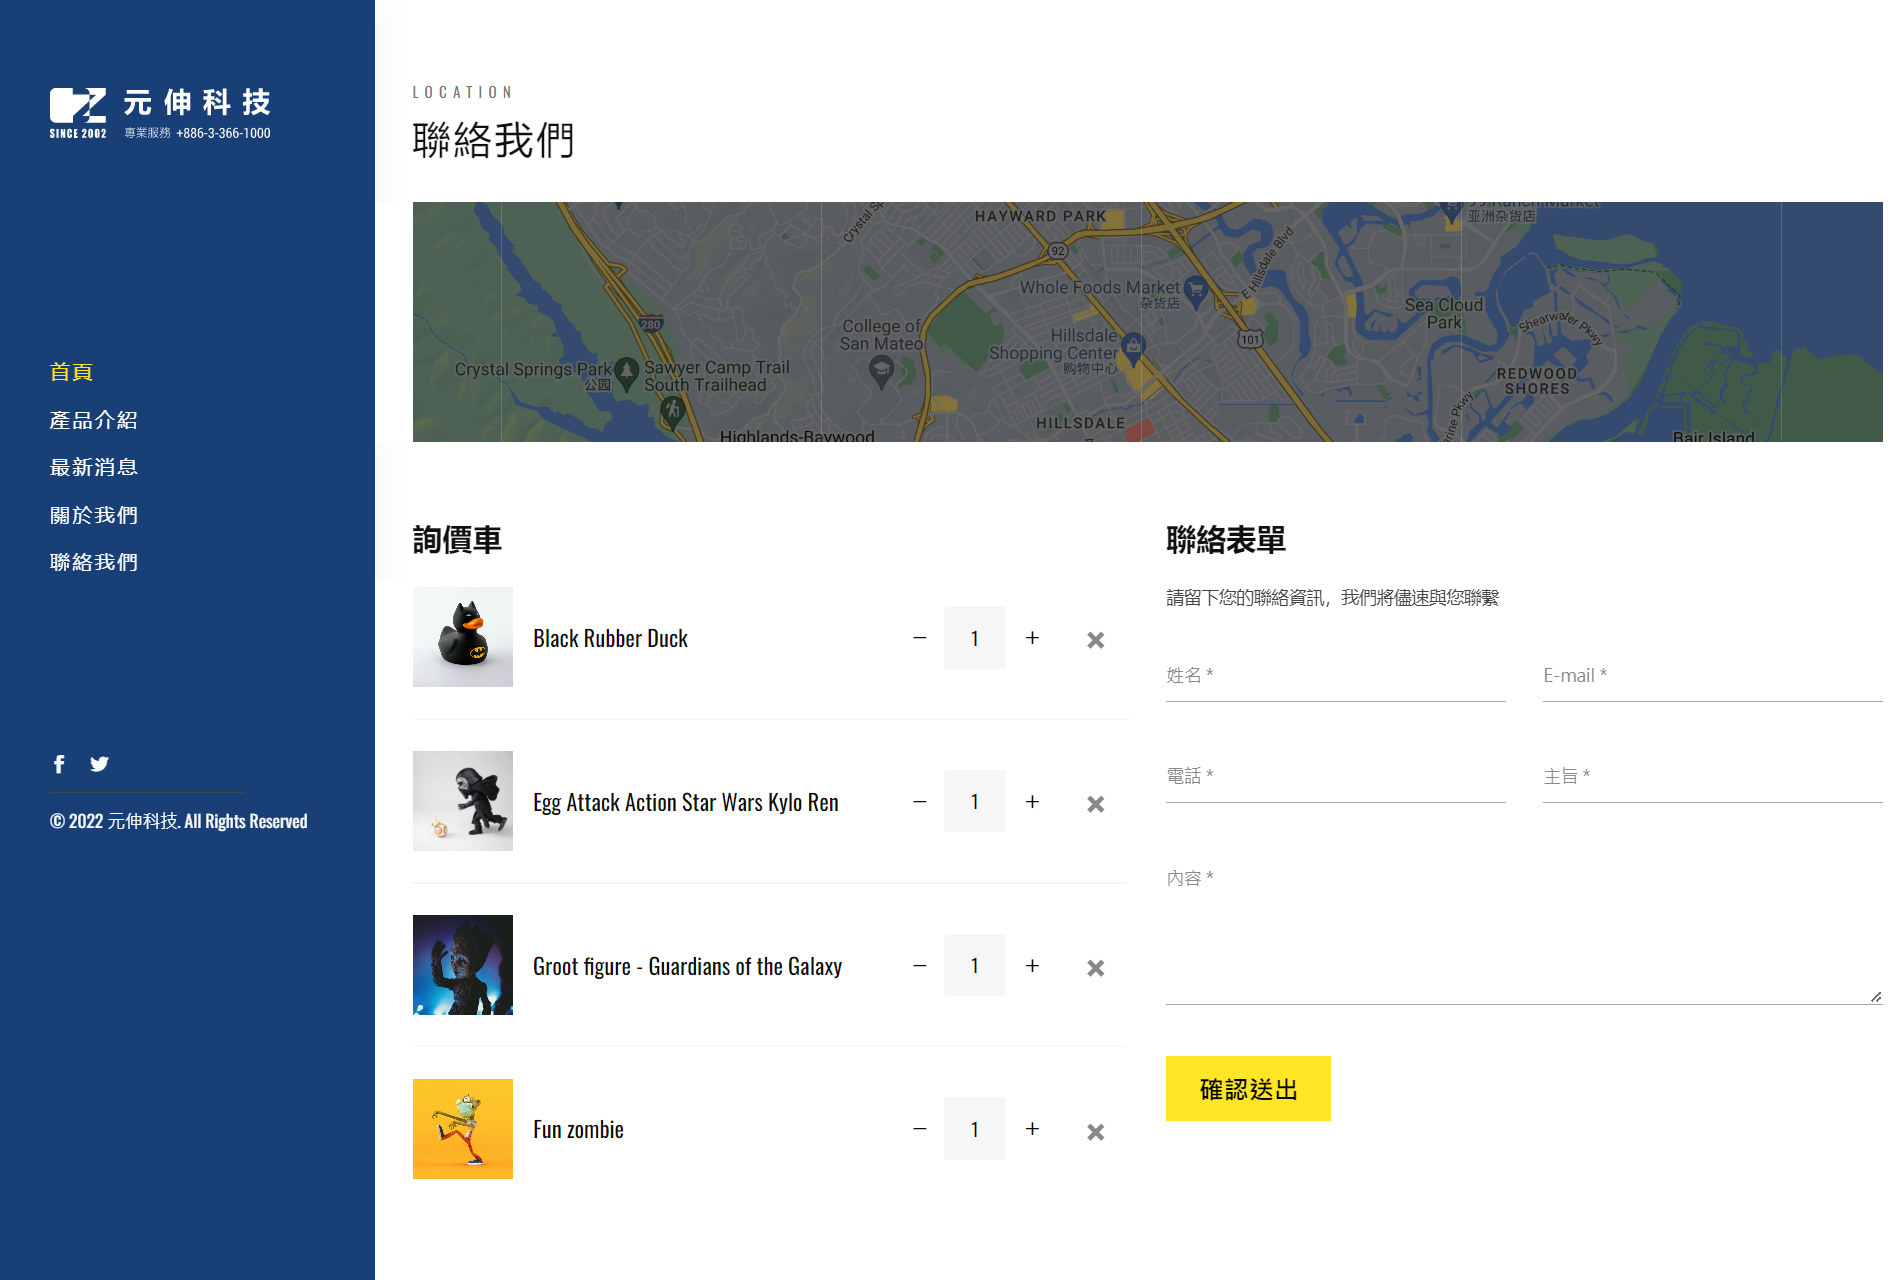 元伸科技
SINCE 2002 專業服務 +886-3-366-1000
首頁
產品介紹
最新消息
關於我們
聯絡我們
© 2022 元伸科技. All Rights Reserved
LOCATION
聯絡我們
HAYWARD PARK
99 Ranch Market
亚洲杂货店
Crystal Sp
92
E Hillsdale Blvd
Whole Foods Market
杂货店
280
College of
San Mateo
Hillsdale
Shopping Center
购物中心
101
Sea Cloud
Park
Shearwater Pkwy
Crystal Springs Park
公园
Sawyer Camp Trail
South Trailhead
REDWOOD
SHORES
rine Pkwy
HILLSDALE
Highlands-Baywood
Bair Island
詢價車
Black Rubber Duck − 1 + ×
Egg Attack Action Star Wars Kylo Ren − 1 + ×
Groot figure - Guardians of the Galaxy − 1 + ×
Fun zombie − 1 + ×
聯絡表單
請留下您的聯絡資訊，我們將儘速與您聯繫
姓名 *
E-mail *
電話 *
主旨 *
內容 *
確認送出